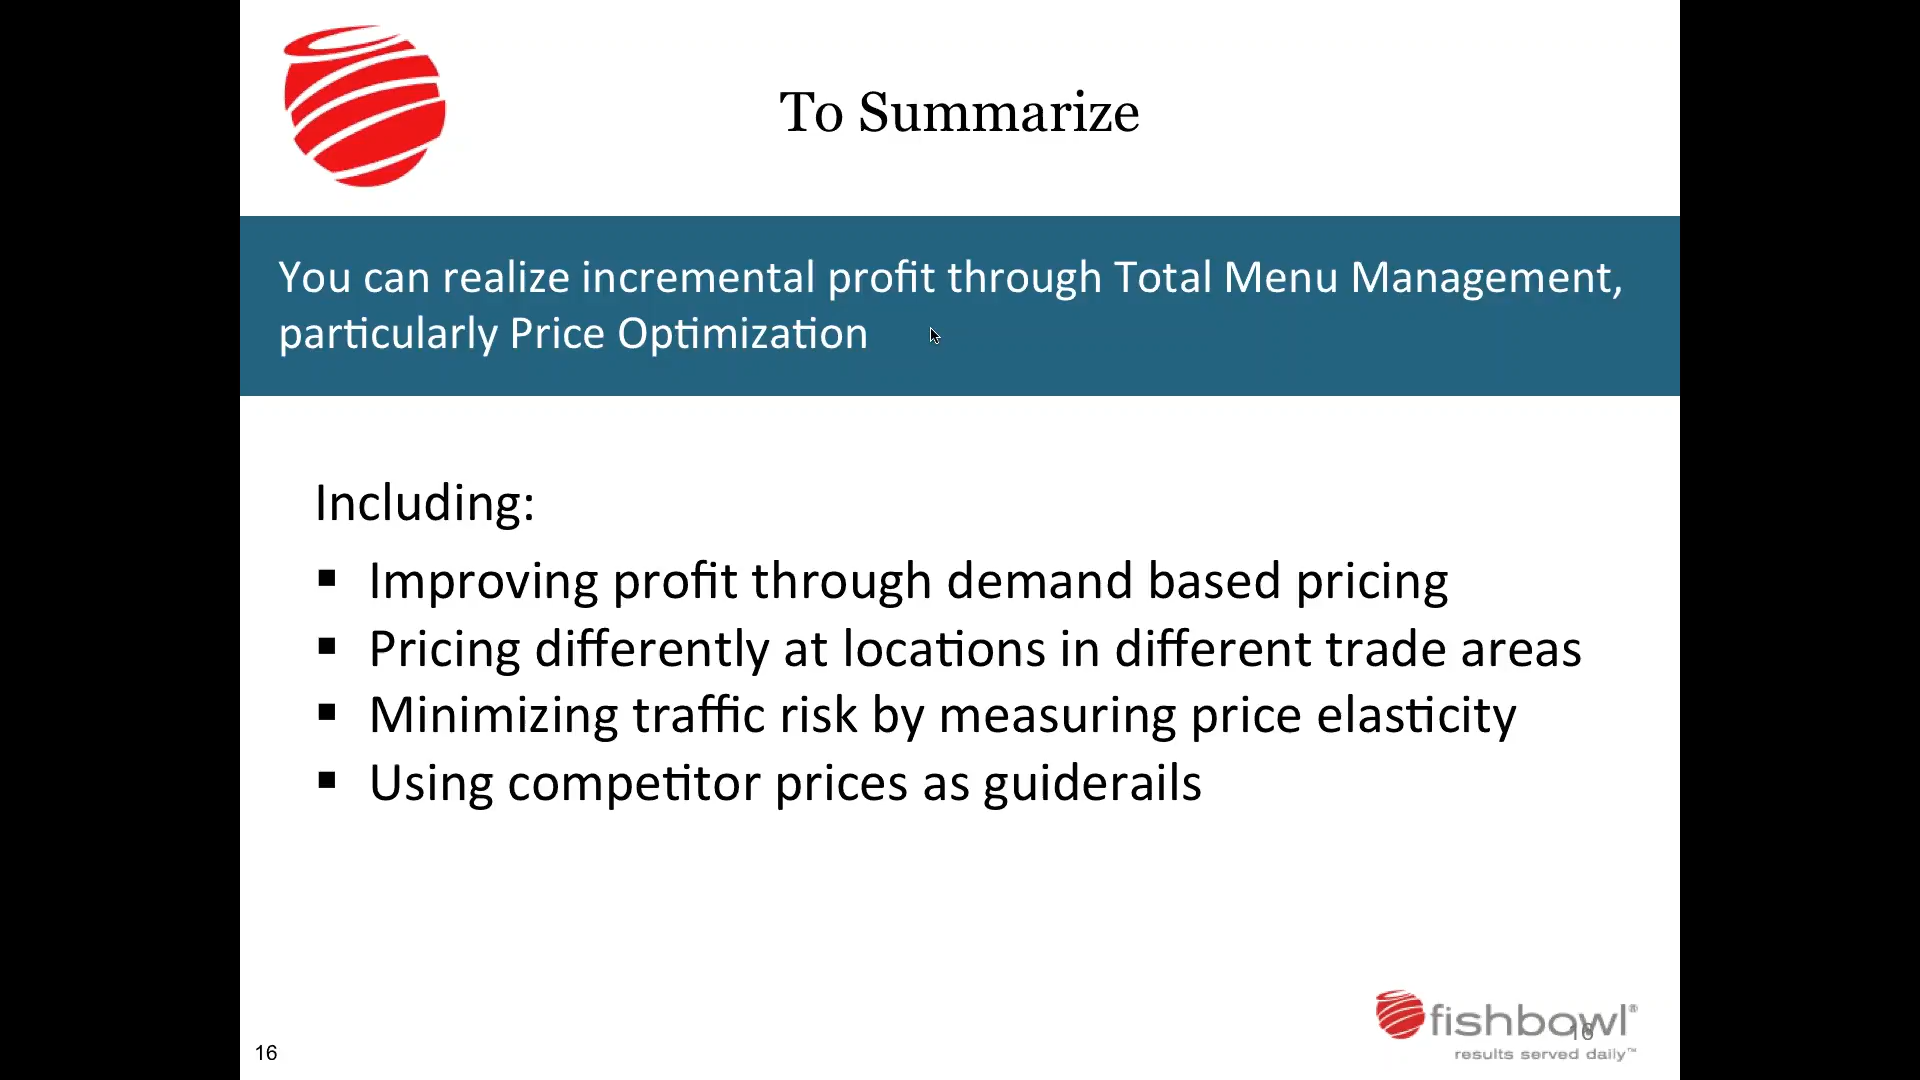 To Summarize
You can realize incremental profit through Total Menu Management,
particularly Price Optimization
Including:
▪ Improving profit through demand based pricing
▪ Pricing differently at locations in different trade areas
▪ Minimizing traffic risk by measuring price elasticity
▪ Using competitor prices as guiderails
fishbowl®
16
results served daily™
16